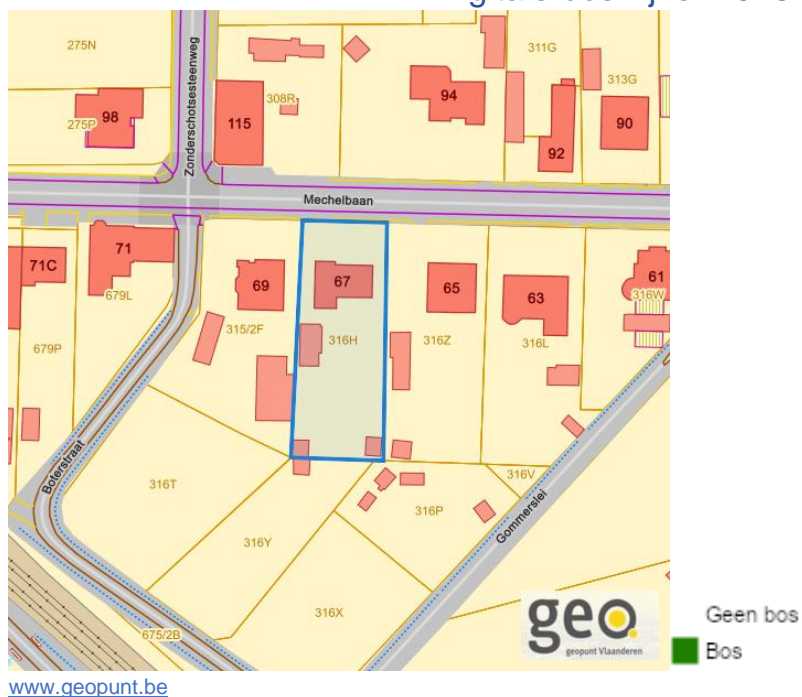 275N
Zonderschotsesteenweg
311G
313G
98
275P
308R
115
94
92
90
Mechelbaan
71C
71
679L
69
67
65
63
61
316W
315/2F
316H
316Z
316L
679P
Boterstraat
316T
316V
316P
Gommerslei
316Y
316X
675/2B
geo.
geopunt Vlaanderen
Geen bos
Bos
www.geopunt.be